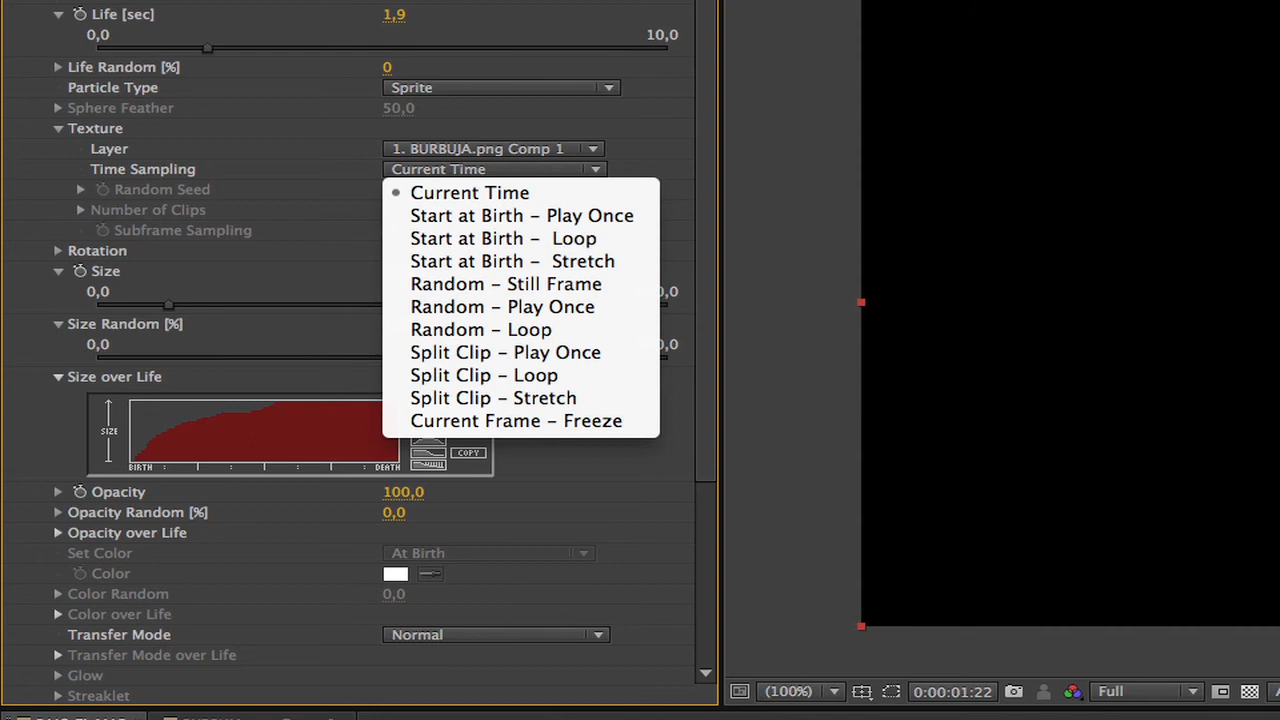 Life [sec] 1,9
0,0 10,0
Life Random [%] 0
Particle Type Sprite
Sphere Feather 50,0
Texture
Layer 1. BURBUJA.png Comp 1
Time Sampling Current Time
Current Time
Random Seed
Start at Birth – Play Once
Number of Clips
Start at Birth – Loop
Subframe Sampling
Rotation
Start at Birth – Stretch
Size
Random – Still Frame
0,0 0,0
Random – Play Once
Size Random [%]
Random – Loop
0,0 0,0
Split Clip – Play Once
Size over Life
Split Clip – Loop
Split Clip – Stretch
Current Frame – Freeze
SIZE
COPY
BIRTH DEATH
Opacity 100,0
Opacity Random [%] 0,0
Opacity over Life
Set Color At Birth
Color
Color Random 0,0
Color over Life
Transfer Mode Normal
Transfer Mode over Life
Glow
Streaklet
(100%) 0:00:01:22 Full